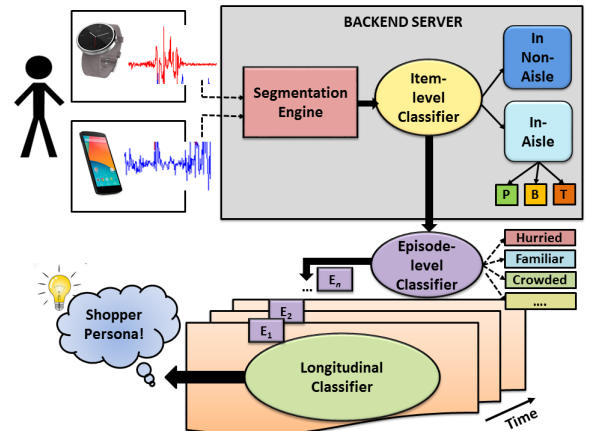 BACKEND SERVER
Segmentation
Engine
Item-
level
Classifier
In
Non-
Aisle
In-
Aisle
P
B
T
Episode-
level
Classifier
Hurried
Familiar
Crowded
....
... En
E2
E1
Shopper
Persona!
Longitudinal
Classifier
Time